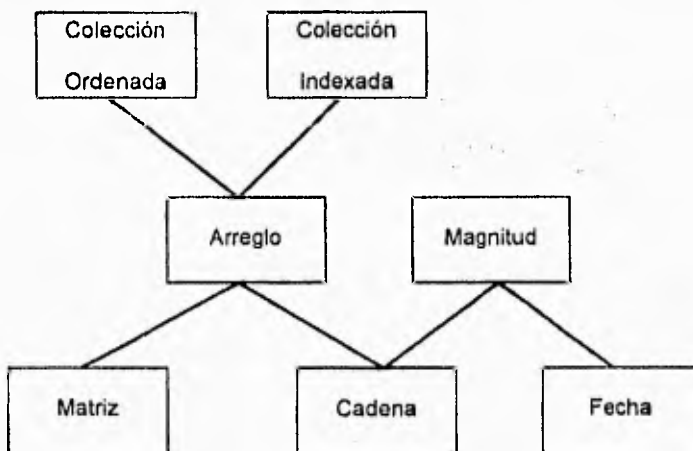 Colección
Ordenada
Colección
Indexada
Arreglo
Magnitud
Matriz
Cadena
Fecha